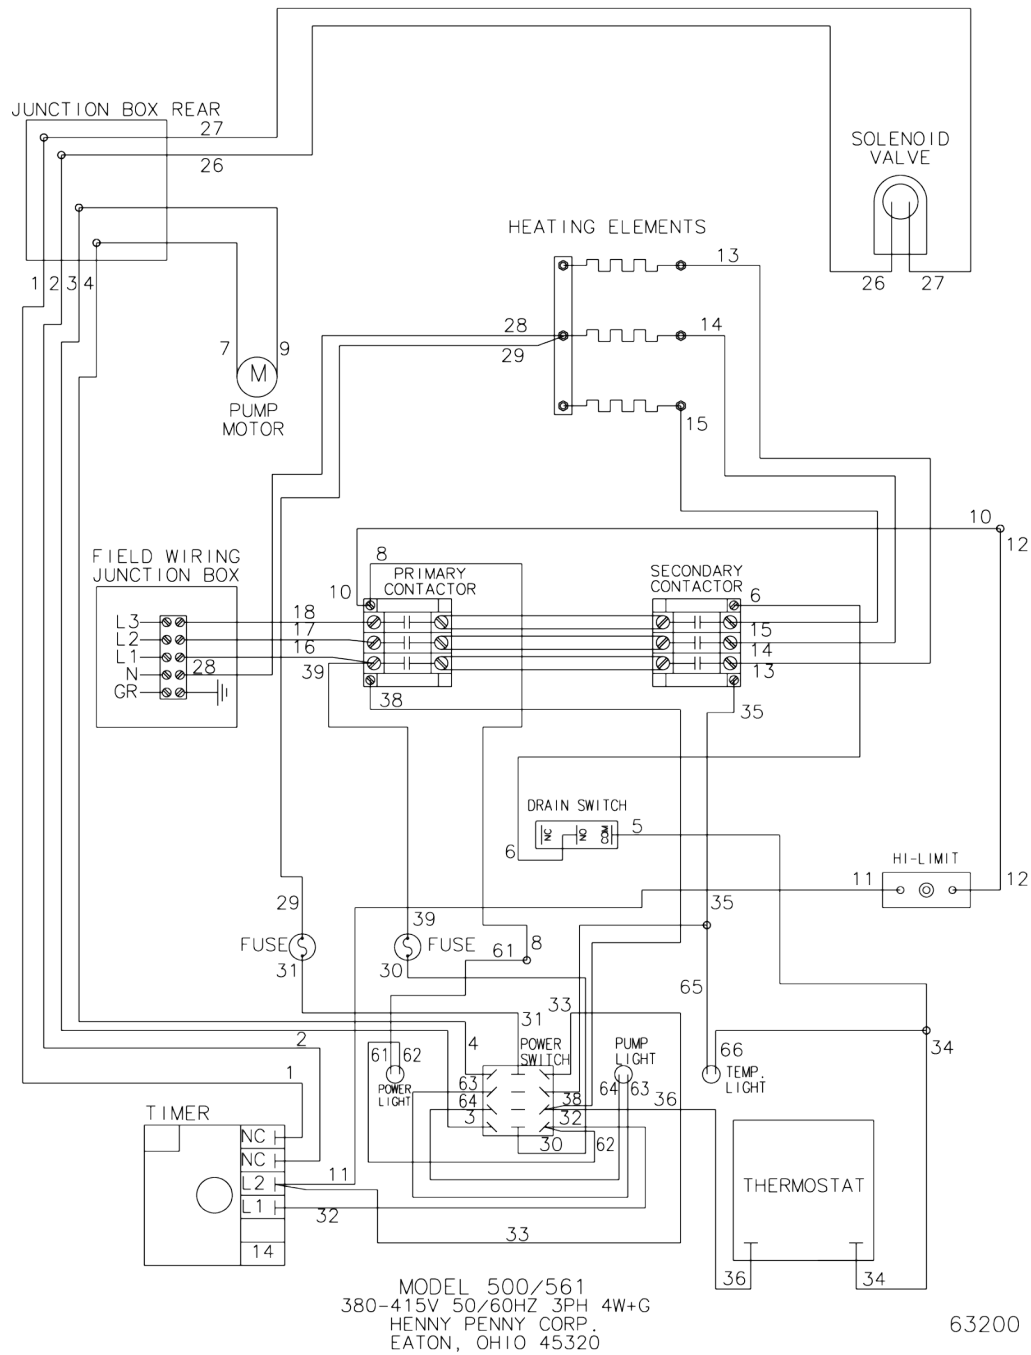 JUNCTION BOX REAR
27
26
SOLENOID
VALVE
HEATING ELEMENTS
13
1 2 3 4
26 27
28
14
29
7 9
M
PUMP
MOTOR
15
10
12
FIELD WIRING
JUNCTION BOX
8
PRIMARY
CONTACTOR
SECONDARY
CONTACTOR
10
6
L3
18
L2
17
15
L1
16
14
N
28
39
13
GR
38
35
DRAIN SWITCH
NC
NO
COM
5
6
HI-LIMIT
11
12
29
39
35
FUSE
FUSE
61
8
31
30
65
33
31
2
4
POWER
SWITCH
PUMP
LIGHT
66
34
61 62
1
63
64 63
TEMP.
LIGHT
POWER
LIGHT
64
38
36
3
32
TIMER
30
62
NC
NC
11
L2
THERMOSTAT
L1
32
33
14
36
34
MODEL 500/561
380-415V 50/60HZ 3PH 4W+G
HENNY PENNY CORP.
EATON, OHIO 45320
63200